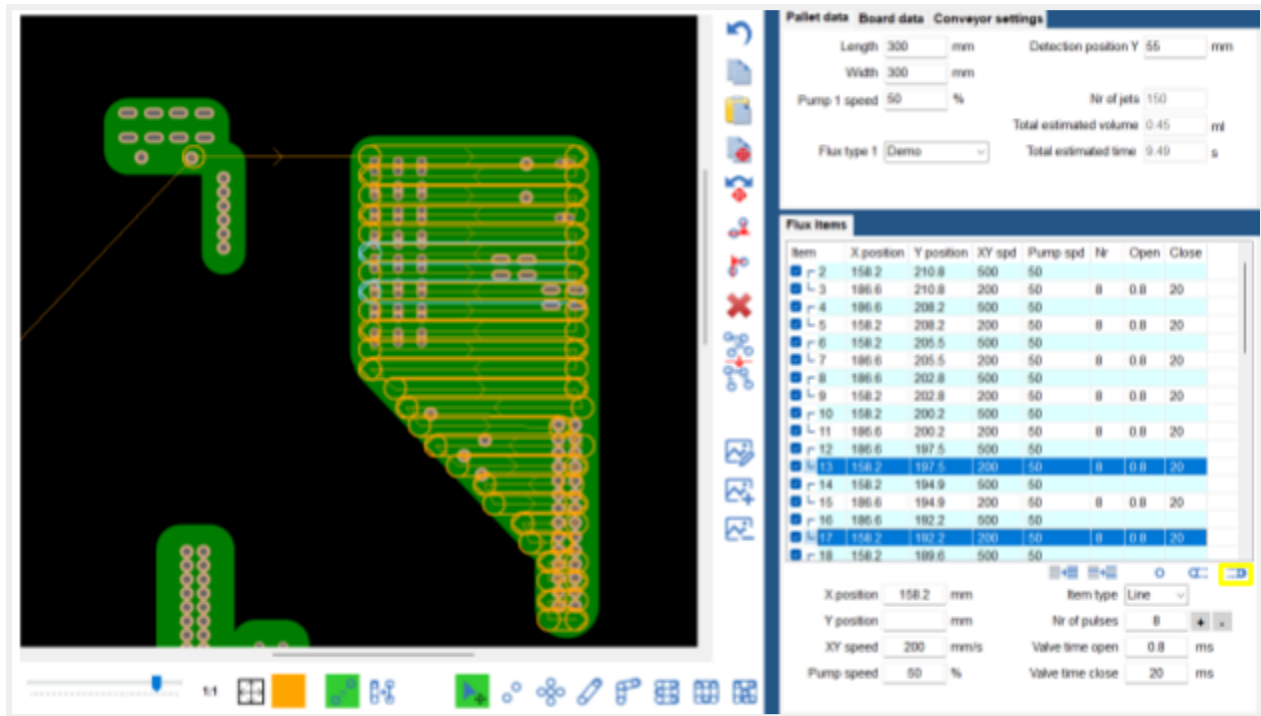 Pallet data Board data Conveyor settings
Length 300 mm Detection position Y 55 mm
Width 300 mm
Pump 1 speed 50 % Nr of jets 150
Total estimated volume 0.45 ml
Flux type 1 Demo Total estimated time 9.49 s
Flux items
Item X position Y position XY spd Pump spd Nr Open Close
2 158.2 210.8 500 50
3 186.6 210.8 200 50 8 0.8 20
4 186.6 208.2 500 50
5 158.2 208.2 200 50 8 0.8 20
6 158.2 205.5 500 50
7 186.6 205.5 200 50 8 0.8 20
8 186.6 202.8 500 50
9 158.2 202.8 200 50 8 0.8 20
10 158.2 200.2 500 50
11 186.6 200.2 200 50 8 0.8 20
12 186.6 197.5 500 50
13 158.2 197.5 200 50 8 0.8 20
14 158.2 194.9 500 50
15 186.6 194.9 200 50 8 0.8 20
16 186.6 192.2 500 50
17 158.2 192.2 200 50 8 0.8 20
18 158.2 189.6 500 50
X position 158.2 mm Item type Line
Y position mm Nr of pulses 8 + -
XY speed 200 mm/s Valve time open 0.8 ms
Pump speed 50 % Valve time close 20 ms
1:1